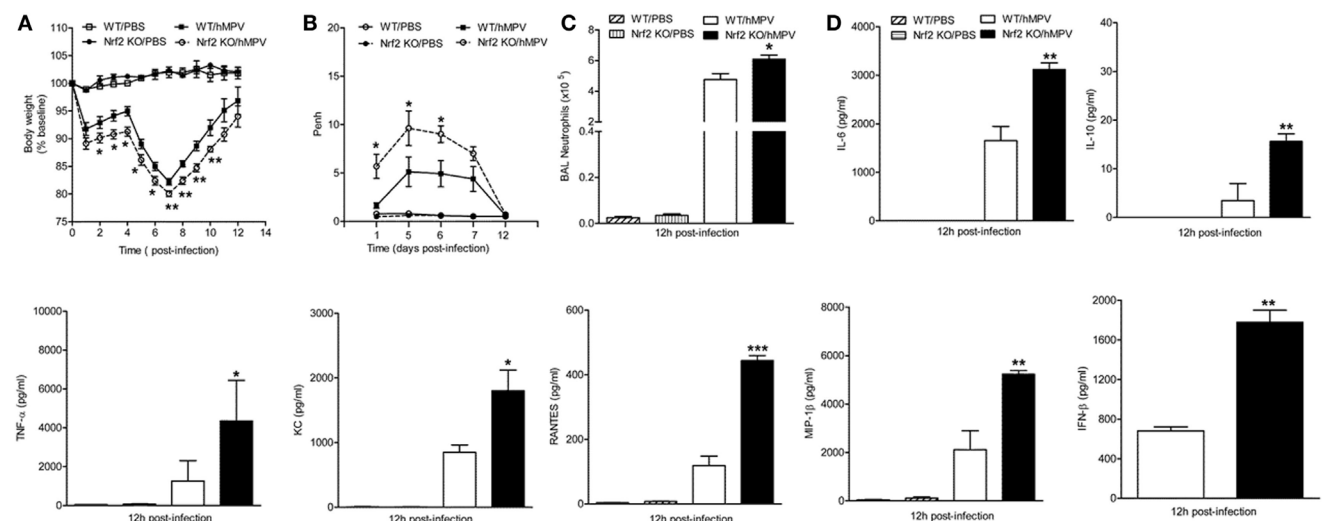 A
WT/PBS
WT/hMPV
Nrf2 KO/PBS
Nrf2 KO/hMPV
Body weight
(% baseline)
110
105
100
95
90
85
80
75
*
*
*
*
*
**
**
**
**
0 2 4 6 8 10 12 14
Time ( post-infection)
B
WT/PBS
WT/hMPV
Nrf2 KO/PBS
Nrf2 KO/hMPV
Penh
20
15
10
5
0
*
*
*
1 5 6 7 12
Time (days post-infection)
C
WT/PBS
WT/hMPV
Nrf2 KO/PBS
Nrf2 KO/hMPV
BAL Neutrophils (x10 5)
8
6
4
0.4
0.2
0.0
*
12h post-infection
D
WT/PBS
WT/hMPV
Nrf2 KO/PBS
Nrf2 KO/hMPV
IL-6 (pg/ml)
4000
3000
2000
1000
0
**
12h post-infection
IL-10 (pg/ml)
40
30
20
10
0
**
12h post-infection
TNF-α (pg/ml)
10000
8000
6000
4000
2000
0
*
12h post-infection
KC (pg/ml)
3000
2000
1000
0
*
12h post-infection
RANTES (pg/ml)
600
400
200
0
***
12h post-infection
MIP-1β (pg/ml)
8000
6000
4000
2000
0
**
12h post-infection
IFN-β (pg/ml)
2000
1600
1200
800
400
0
**
12h post-infection